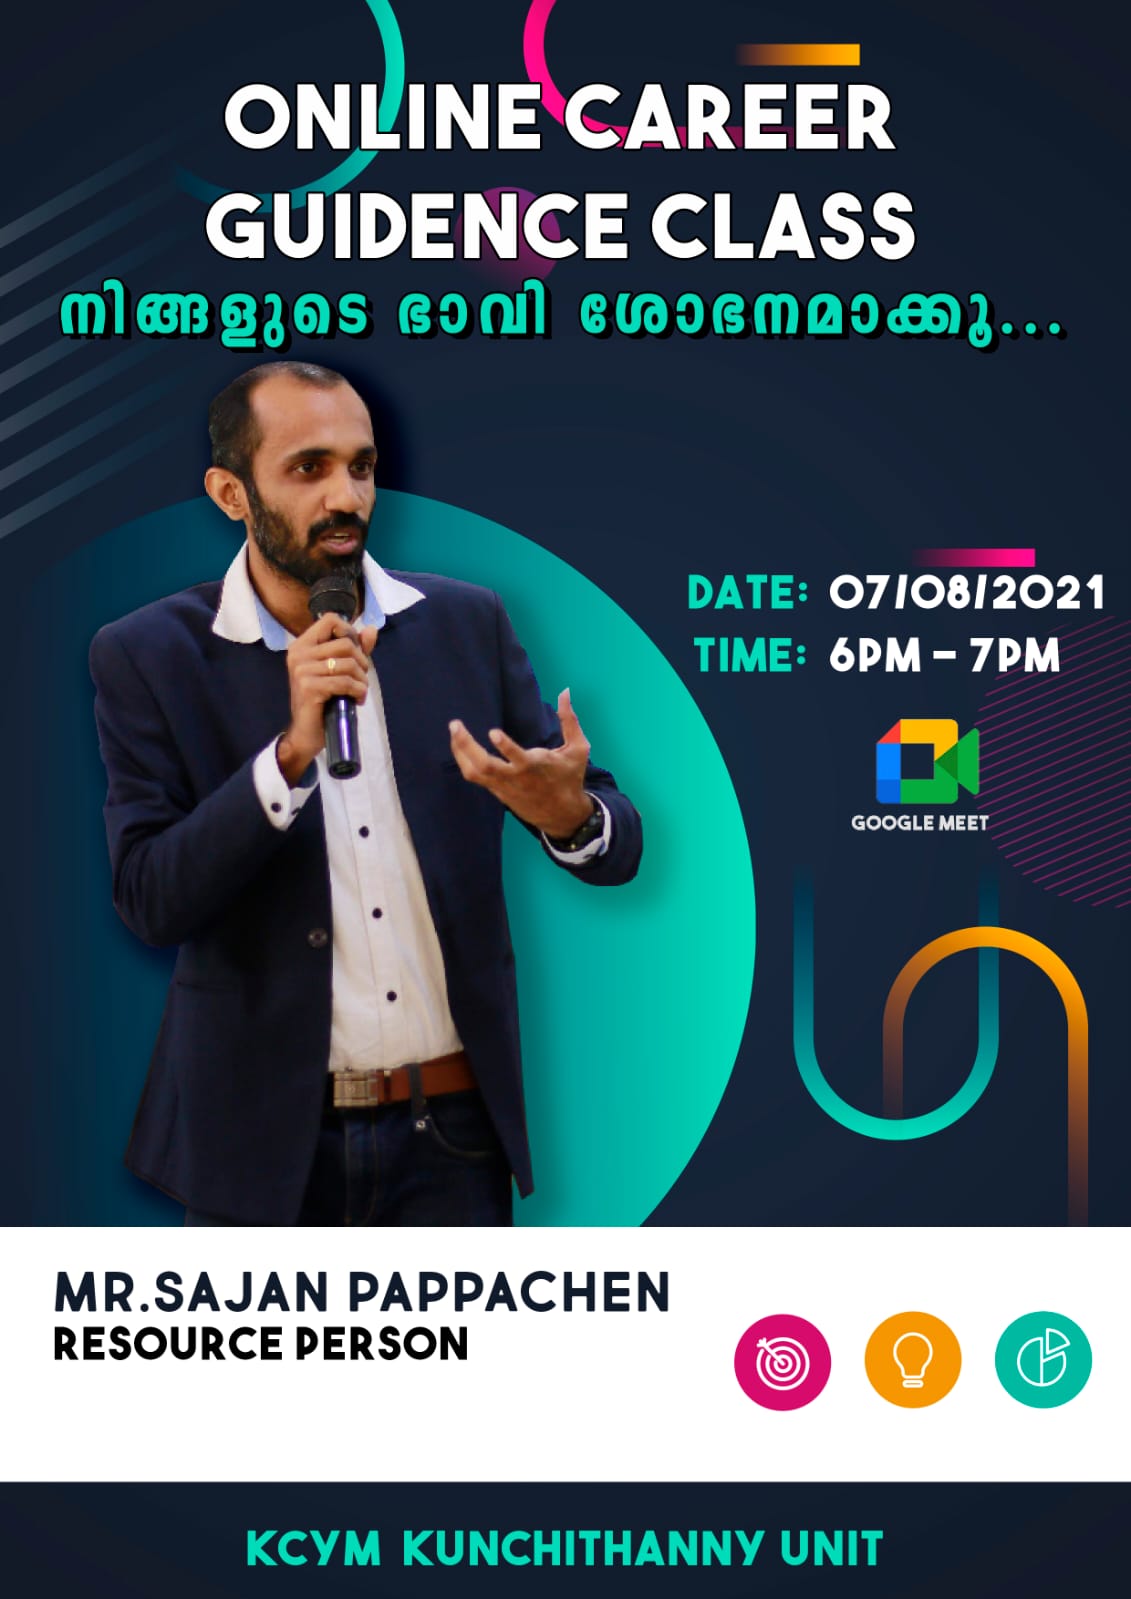 ONLINE CAREER
GUIDENCE CLASS
നിങ്ങളുടെ ഭാവി ശോഭനമാക്കൂ...
DATE: 07/08/2021
TIME: 6PM – 7PM
GOOGLE MEET
MR.SAJAN PAPPACHEN
RESOURCE PERSON
KCYM KUNCHITHANNY UNIT